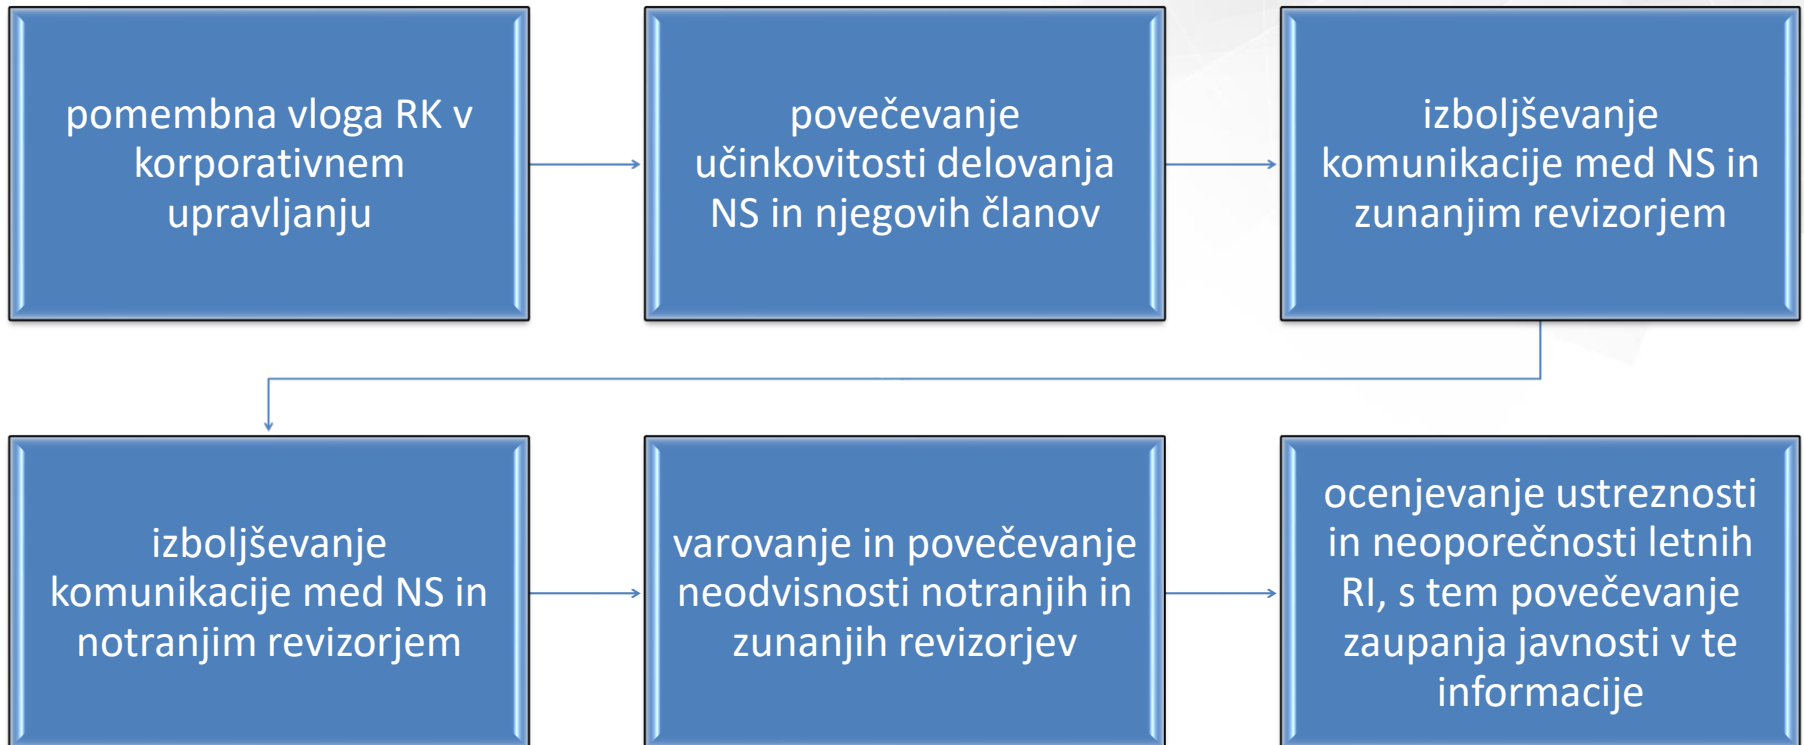 pomembna vloga RK v
korporativnem
upravljanju
povečevanje
učinkovitosti delovanja
NS in njegovih članov
izboljševanje
komunikacije med NS in
zunanjim revizorjem
izboljševanje
komunikacije med NS in
notranjim revizorjem
varovanje in povečevanje
neodvisnosti notranjih in
zunanjih revizorjev
ocenjevanje ustreznosti
in neoporečnosti letnih
RI, s tem povečevanje
zaupanja javnosti v te
informacije